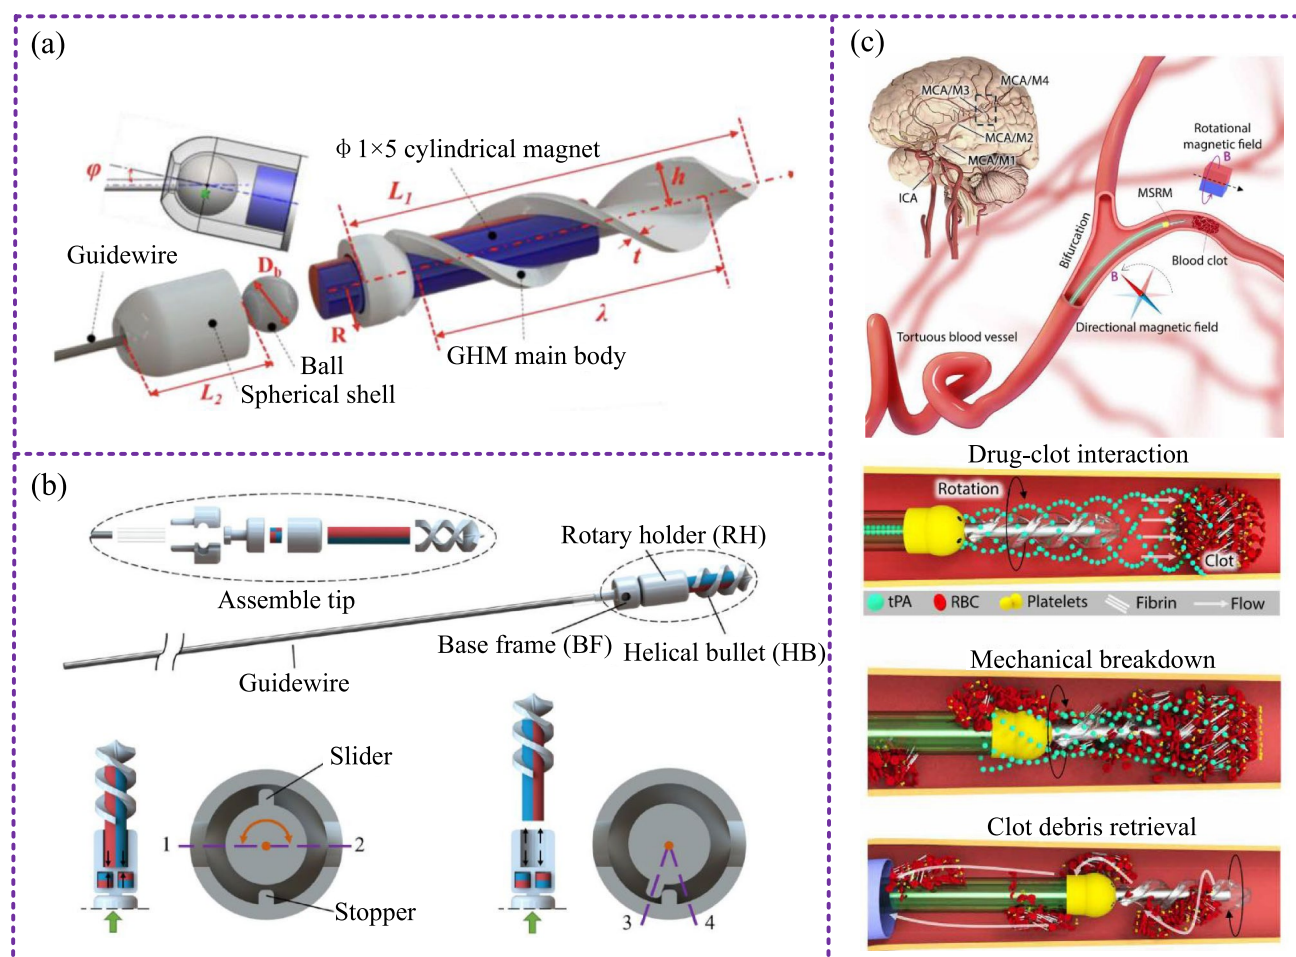 (a)
ϕ 1×5 cylindrical magnet
L1
h
φ
t
Guidewire
Db
R
λ
GHM main body
Ball
L2
Spherical shell
(b)
Rotary holder (RH)
Assemble tip
Base frame (BF)
Helical bullet (HB)
Guidewire
Slider
1
2
Stopper
3
4
(c)
MCA/M4
MCA/M3
MCA/M2
MCA/M1
ICA
Rotational
magnetic field
B
MSRM
Bifurcation
Blood clot
B
Directional magnetic field
Tortuous blood vessel
Drug-clot interaction
Rotation
Clot
tPA
RBC
Platelets
Fibrin
Flow
Mechanical breakdown
Clot debris retrieval